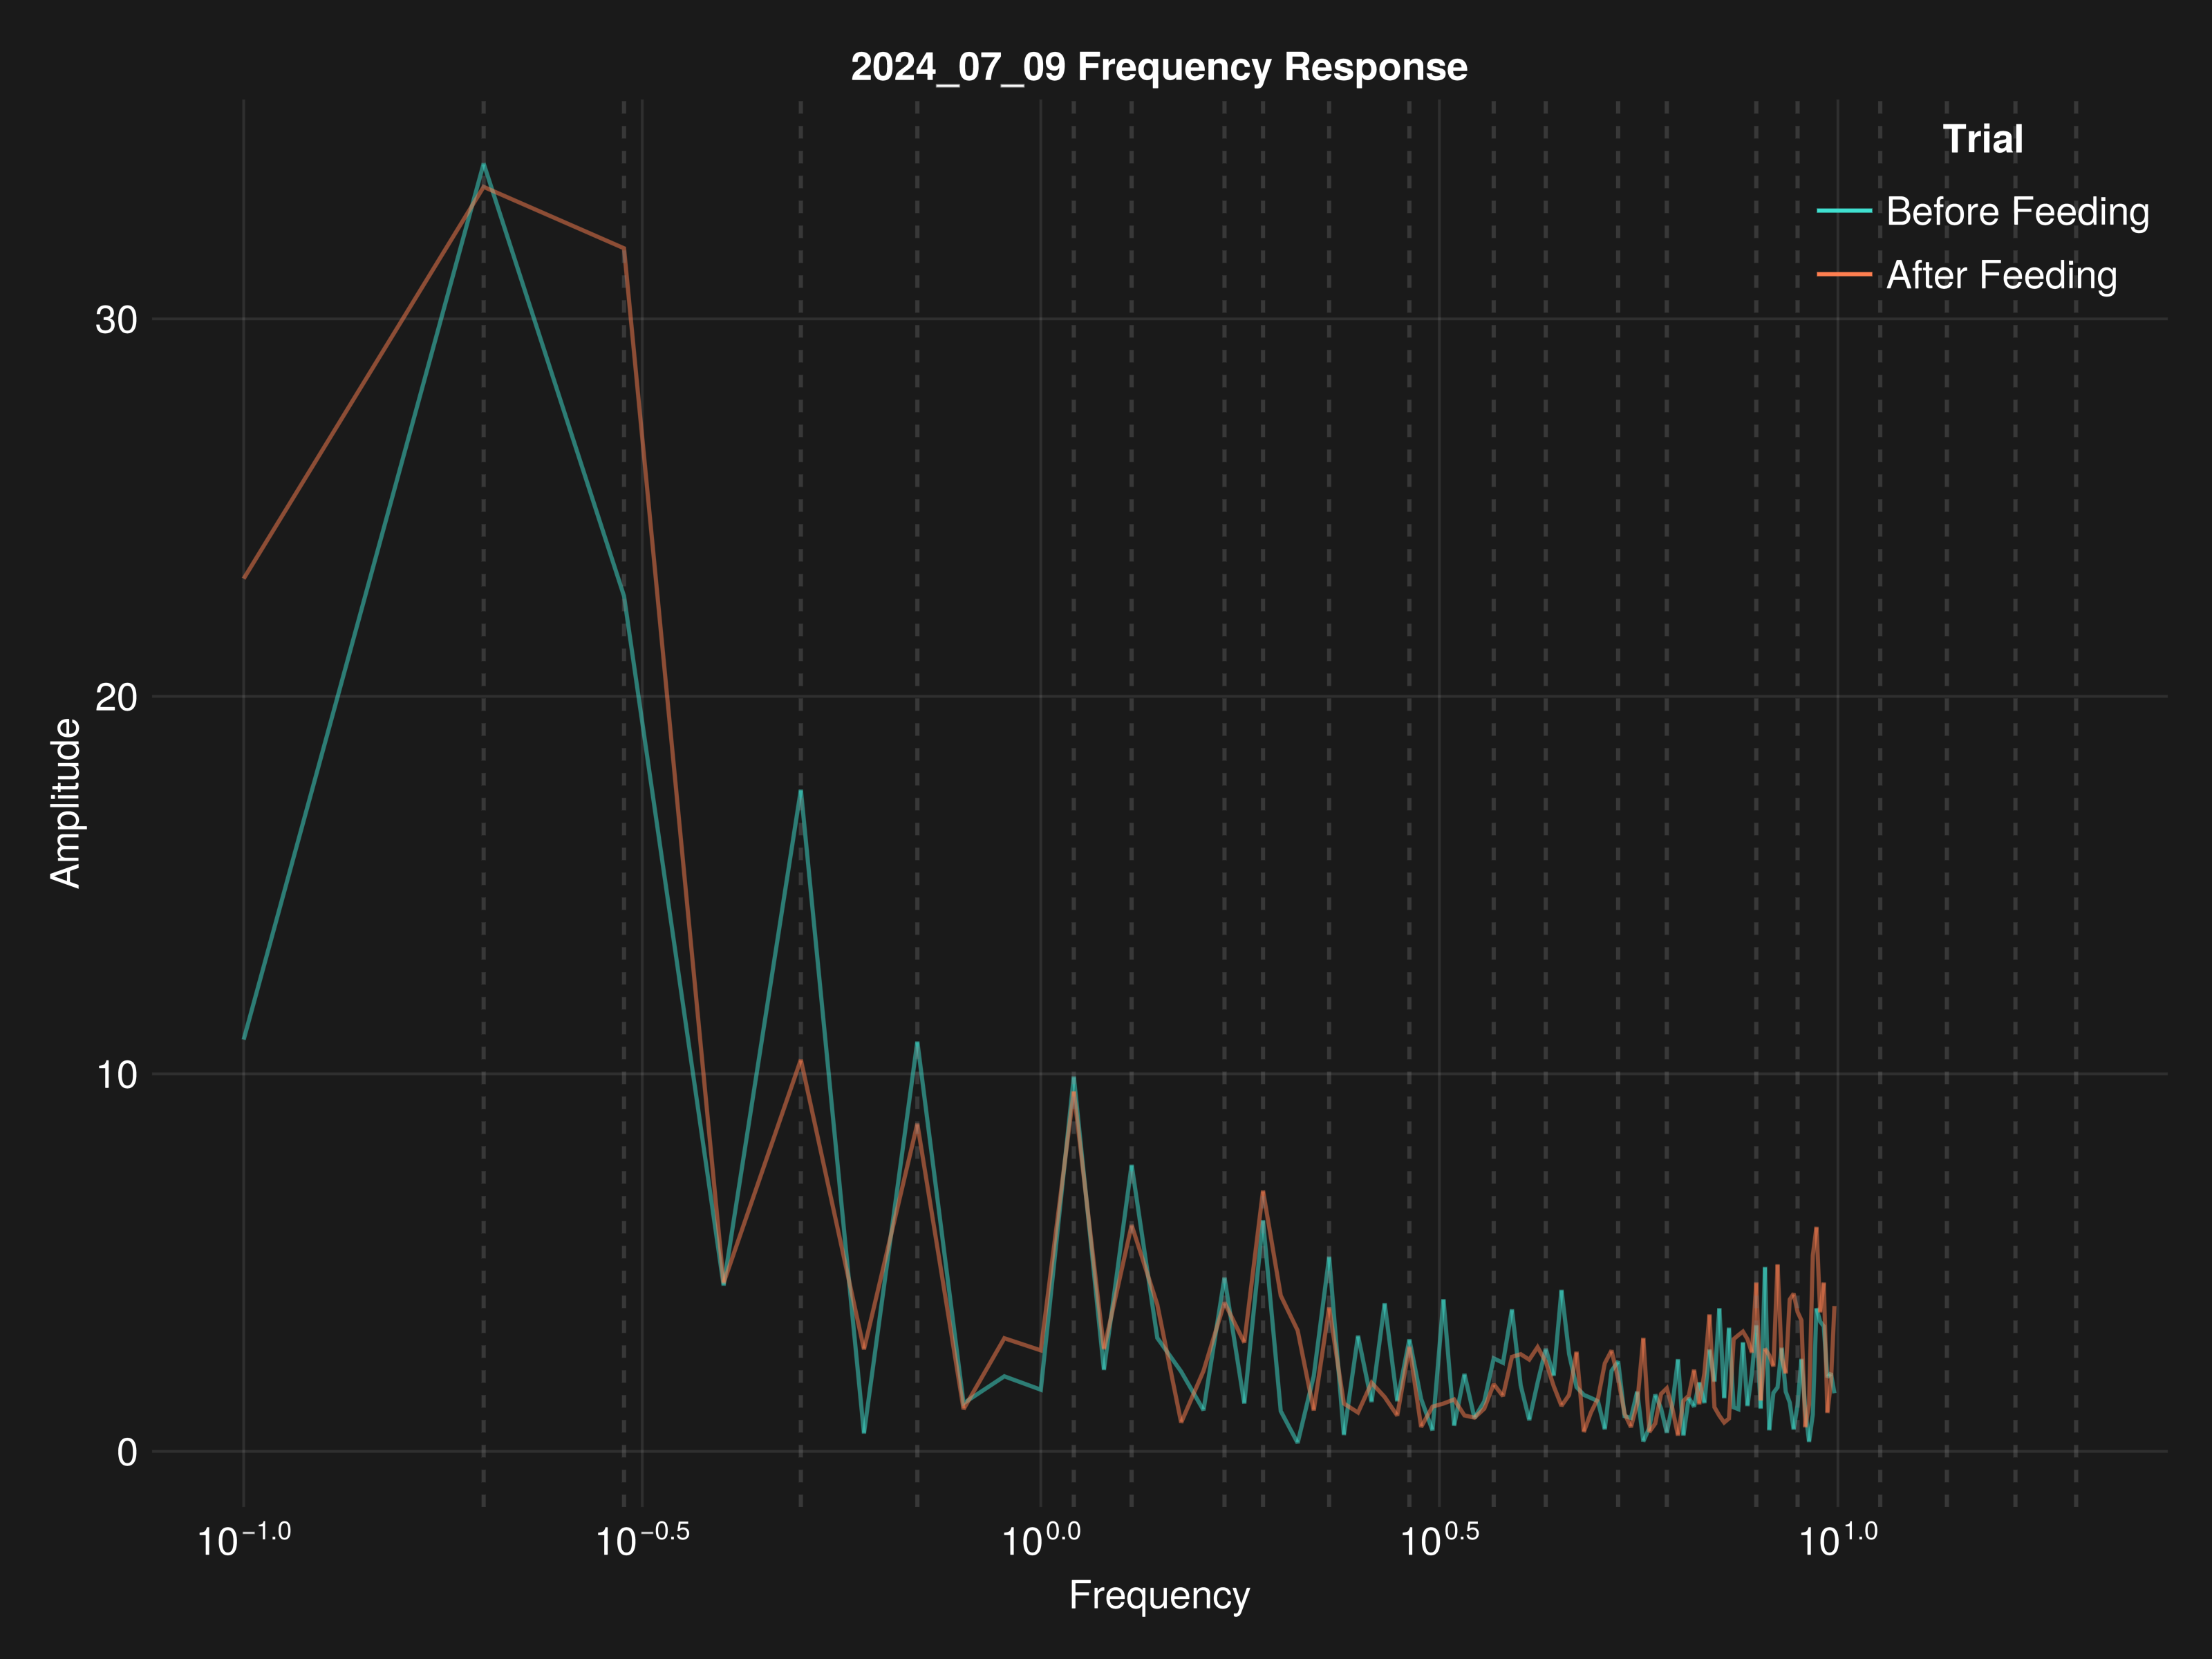 2024_07_09 Frequency Response
Trial
Before Feeding
After Feeding
30
20
10
0
Amplitude
10^−1.0
10^−0.5
10^0.0
10^0.5
10^1.0
Frequency